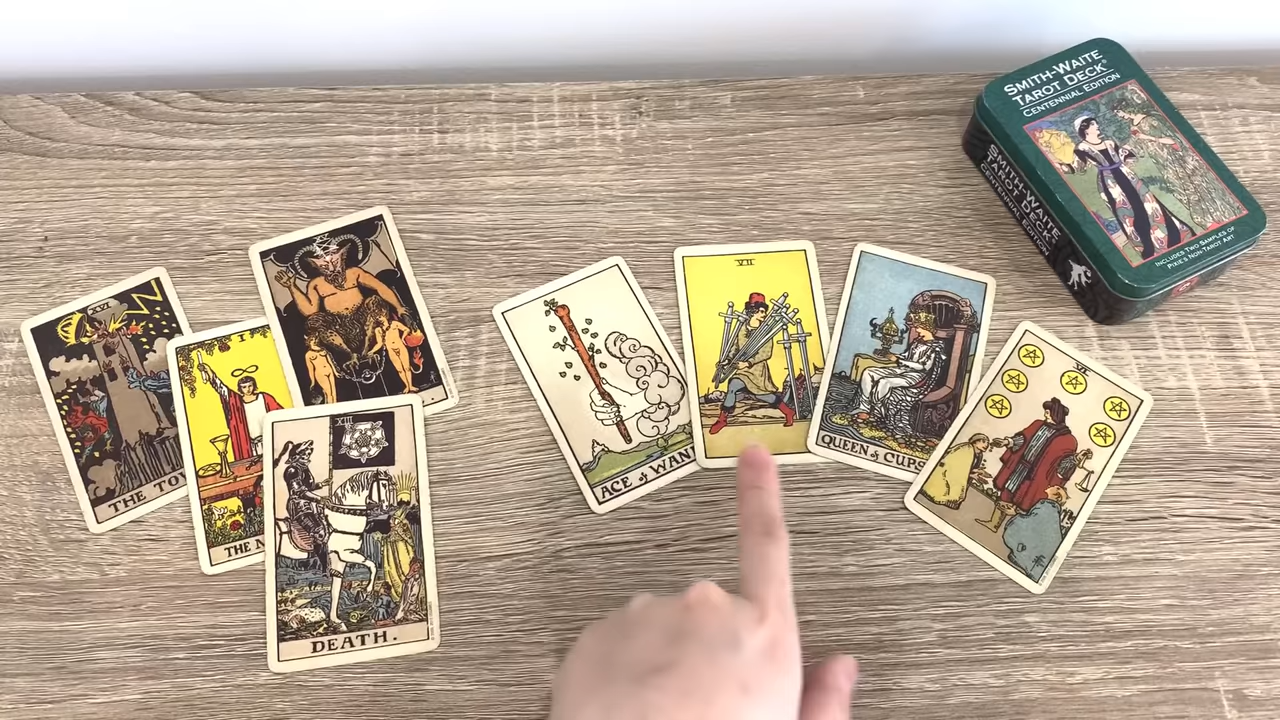 SMITH-WAITE
TAROT DECK®
CENTENNIAL EDITION
INCLUDES TWO SAMPLES OF
PIXIE'S NON-TAROT ART
SMITH-WAITE
TAROT DECK
CENTENNIAL EDITION
XVI
THE TO
I
THE
XV
XIII
DEATH.
ACE of WAN
VII
QUEEN of CUPS
VI